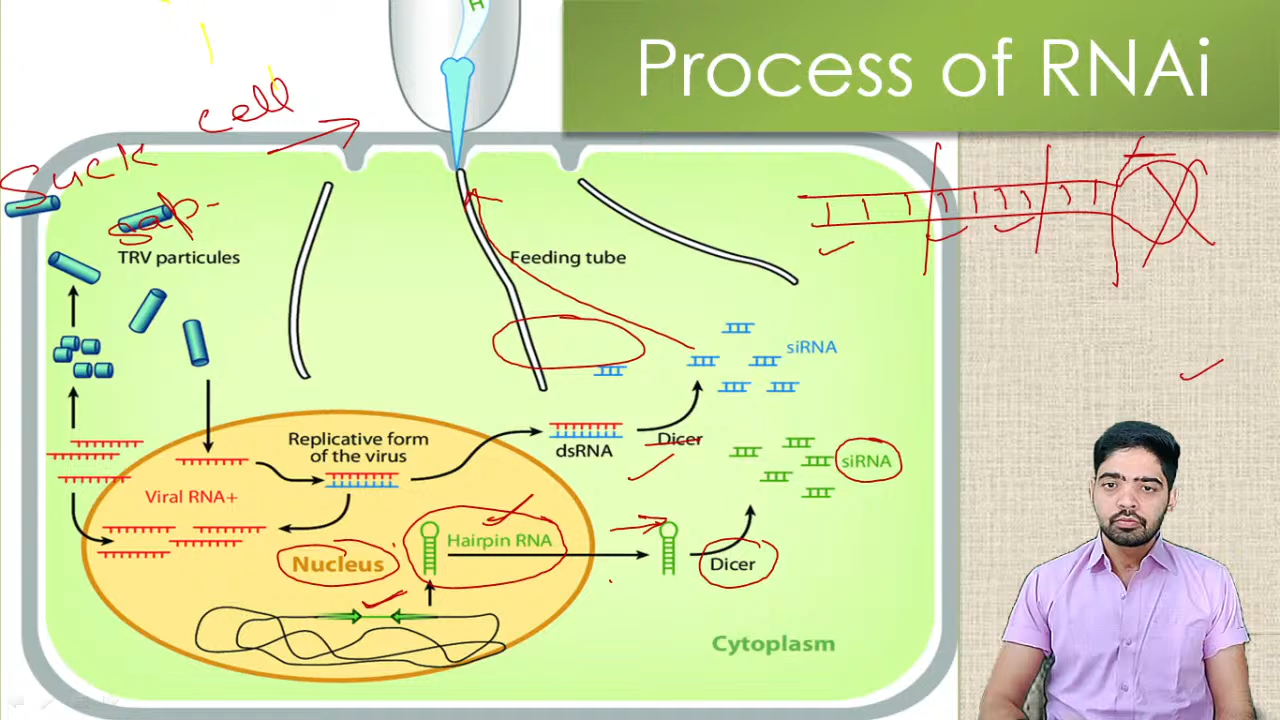 H
Process of RNAi
Suck cell
sap.
TRV particules
Feeding tube
siRNA
Replicative form
of the virus
dsRNA
Dicer
siRNA
Viral RNA+
Hairpin RNA
Nucleus
Dicer
Cytoplasm